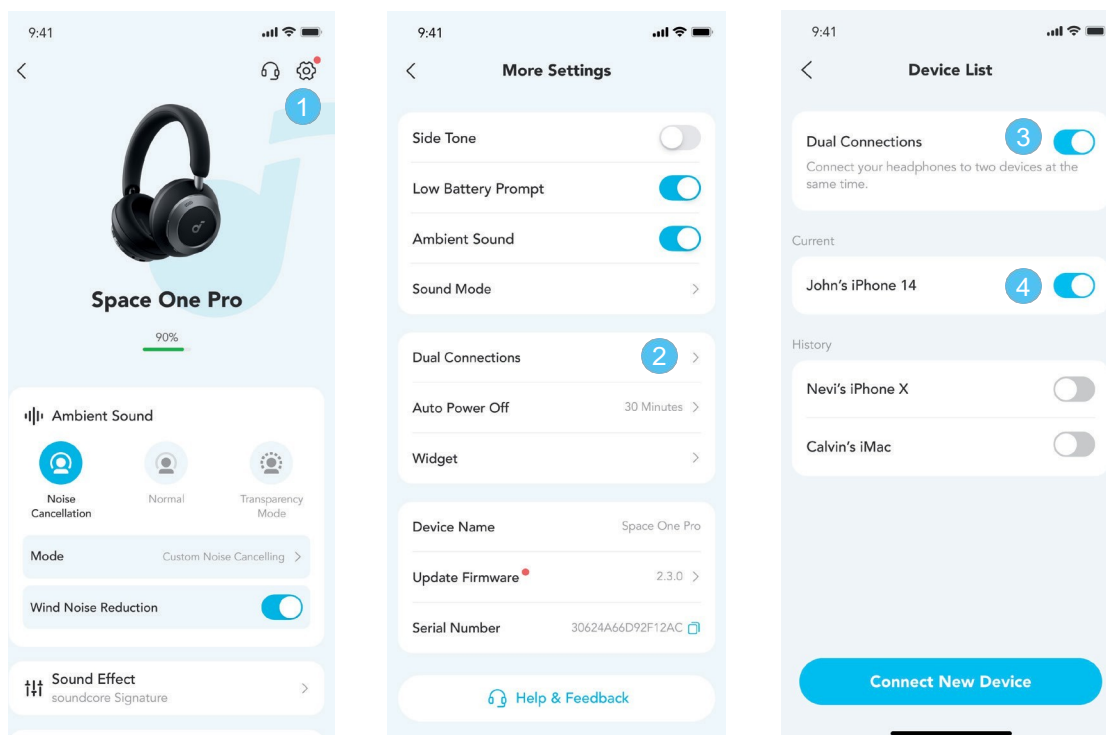 9:41
1
Space One Pro
90%
Ambient Sound
Noise
Cancellation
Normal
Transparency
Mode
Mode
Custom Noise Cancelling
Wind Noise Reduction
Sound Effect
soundcore Signature
9:41
More Settings
Side Tone
Low Battery Prompt
Ambient Sound
Sound Mode
Dual Connections
2
Auto Power Off
30 Minutes
Widget
Device Name
Space One Pro
Update Firmware
2.3.0
Serial Number
30624A66D92F12AC
Help & Feedback
9:41
Device List
Dual Connections
3
Connect your headphones to two devices at the
same time.
Current
John's iPhone 14
4
History
Nevi's iPhone X
Calvin's iMac
Connect New Device